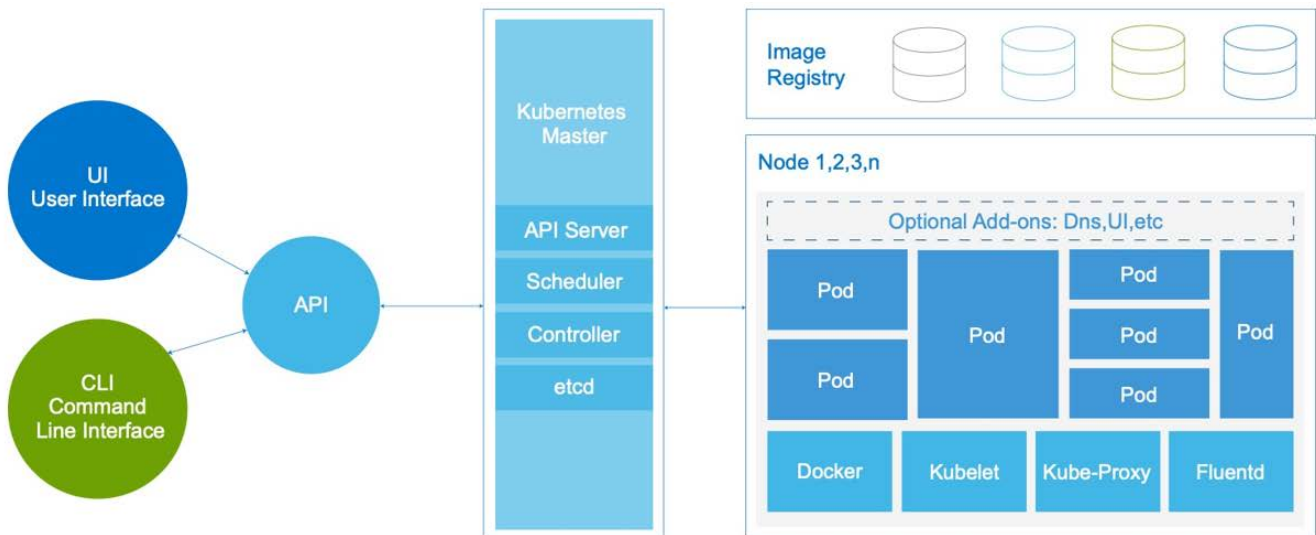 UI
User Interface
CLI
Command
Line Interface
API
Kubernetes
Master
API Server
Scheduler
Controller
etcd
Image
Registry
Node 1,2,3,n
Optional Add-ons: Dns,UI,etc
Pod
Pod
Pod
Pod
Pod
Pod
Pod
Docker
Kubelet
Kube-Proxy
Fluentd